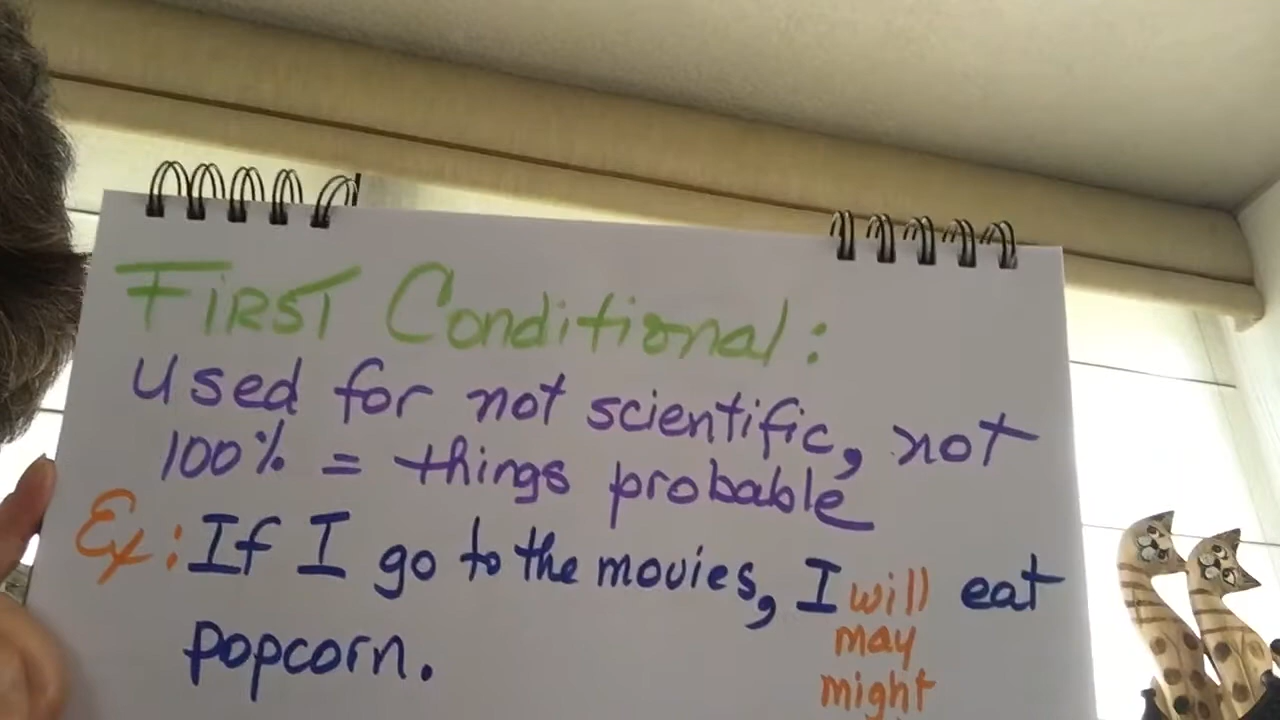 FIRST Conditional:
used for not scientific, not
100% = things probable
Ex: If I go to the movies, I will eat
may
popcorn.
might